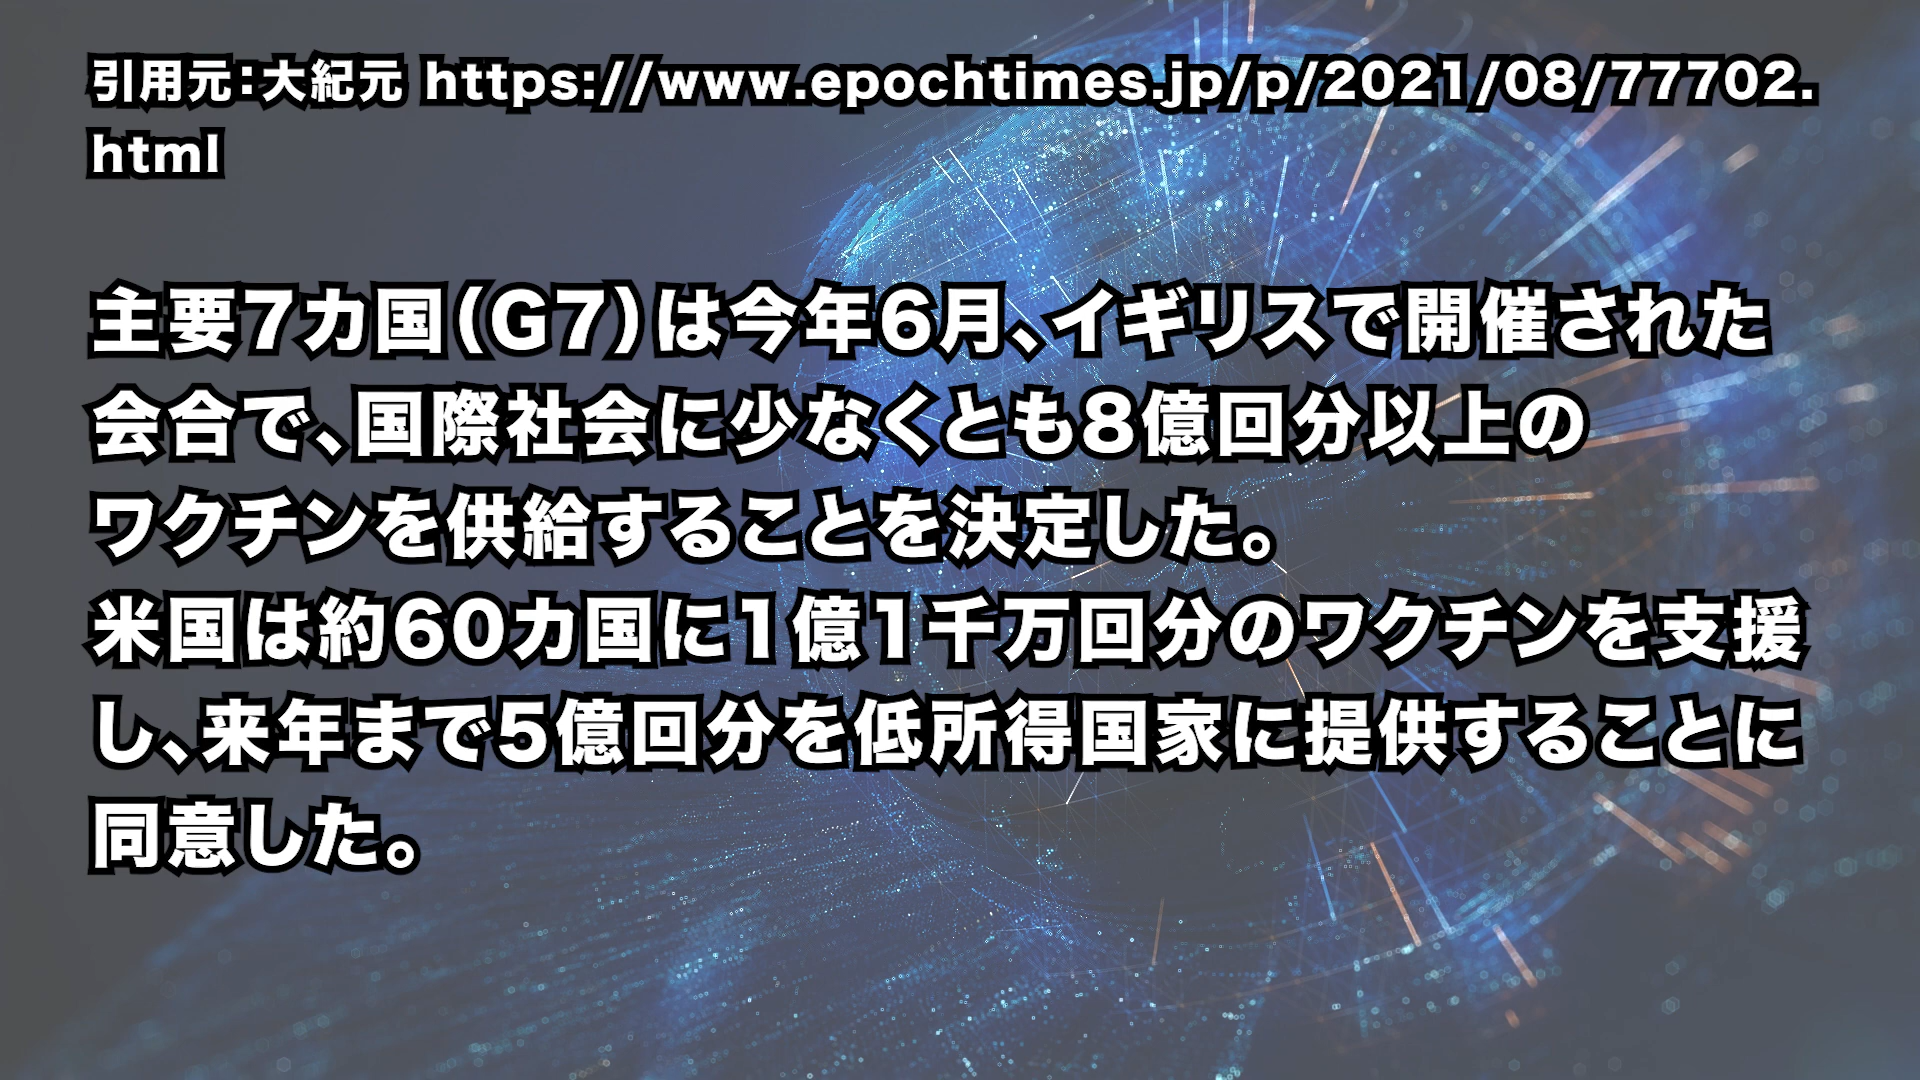 引用元：大紀元 https://www.epochtimes.jp/p/2021/08/77702.
html
主要7カ国（G7）は今年6月、イギリスで開催された
会合で、国際社会に少なくとも8億回分以上の
ワクチンを供給することを決定した。
米国は約60カ国に1億1千万回分のワクチンを支援
し、来年まで5億回分を低所得国家に提供することに
同意した。